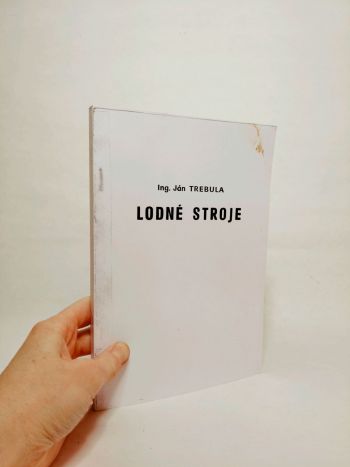 Ing. Ján TREBULA
LODNÉ STROJE